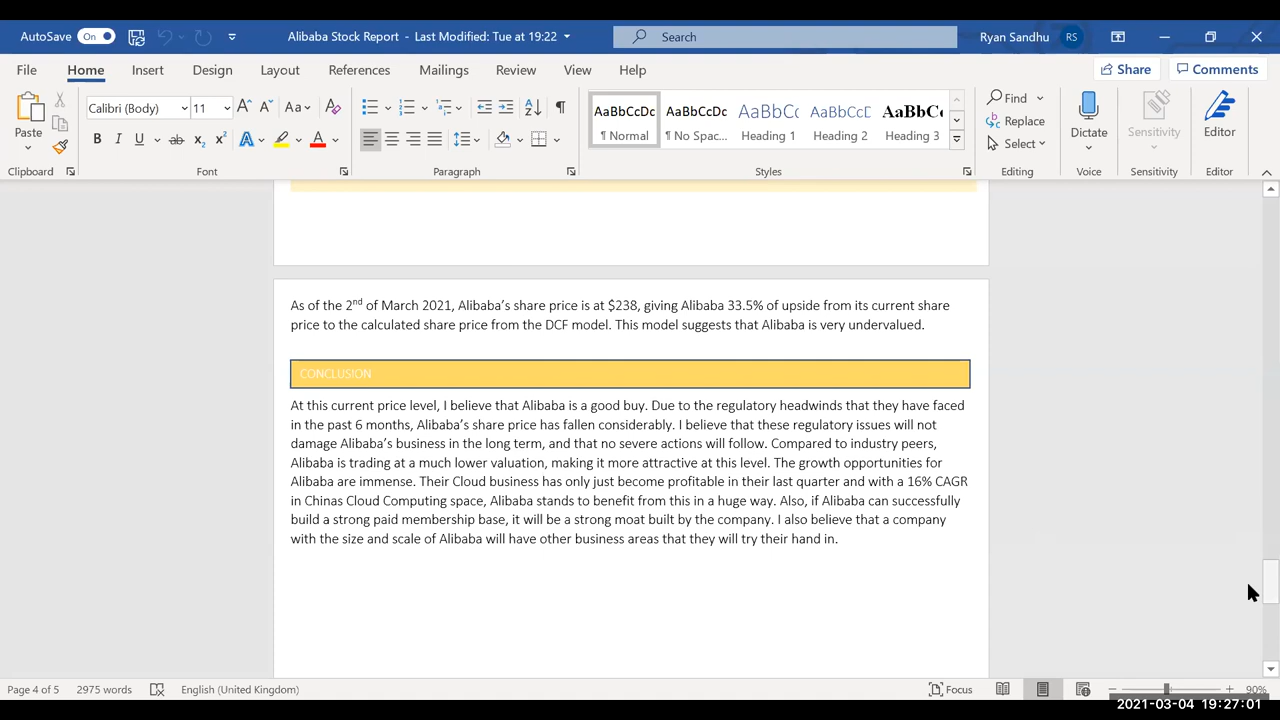 AutoSave On Alibaba Stock Report - Last Modified: Tue at 19:22 Search Ryan Sandhu RS
File Home Insert Design Layout References Mailings Review View Help Share Comments
Paste Calibri (Body) 11 A A Aa A
B I U ab x₂ x² A A
AaBbCcDc AaBbCcDc AaBbCc AaBbCcD AaBbCc
¶ Normal ¶ No Spac... Heading 1 Heading 2 Heading 3
Find
Replace
Select
Dictate Sensitivity Editor
Clipboard Font Paragraph Styles Editing Voice Sensitivity Editor
As of the 2nd of March 2021, Alibaba's share price is at $238, giving Alibaba 33.5% of upside from its current share
price to the calculated share price from the DCF model. This model suggests that Alibaba is very undervalued.
CONCLUSION
At this current price level, I believe that Alibaba is a good buy. Due to the regulatory headwinds that they have faced
in the past 6 months, Alibaba's share price has fallen considerably. I believe that these regulatory issues will not
damage Alibaba's business in the long term, and that no severe actions will follow. Compared to industry peers,
Alibaba is trading at a much lower valuation, making it more attractive at this level. The growth opportunities for
Alibaba are immense. Their Cloud business has only just become profitable in their last quarter and with a 16% CAGR
in Chinas Cloud Computing space, Alibaba stands to benefit from this in a huge way. Also, if Alibaba can successfully
build a strong paid membership base, it will be a strong moat built by the company. I also believe that a company
with the size and scale of Alibaba will have other business areas that they will try their hand in.
Page 4 of 5 2975 words English (United Kingdom) Focus 90%
2021-03-04 19:27:01